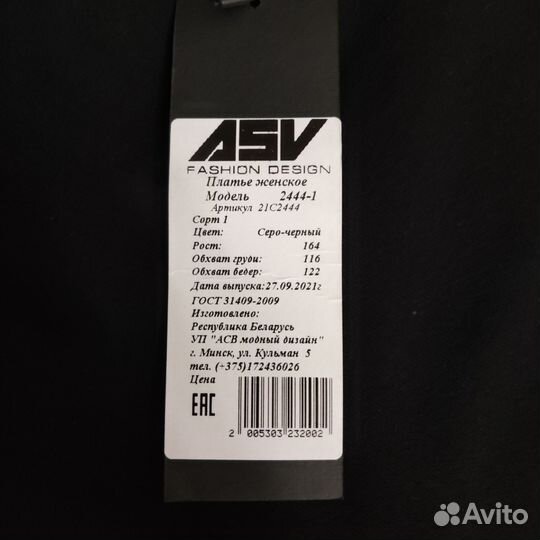 ASV
FASHION DESIGN
Платье женское
Модель 2444-1
Артикул 21С2444
Сорт 1
Цвет: Серо-черный
Рост: 164
Обхват груди: 116
Обхват бедер: 122
Дата выпуска: 27.09.2021г
ГОСТ 31409-2009
Изготовлено:
Республика Беларусь
УП "АСВ модный дизайн"
г. Минск, ул. Кульман 5
тел. (+375)172436026
Цена
ЕАС
2 005303 232002
Avito